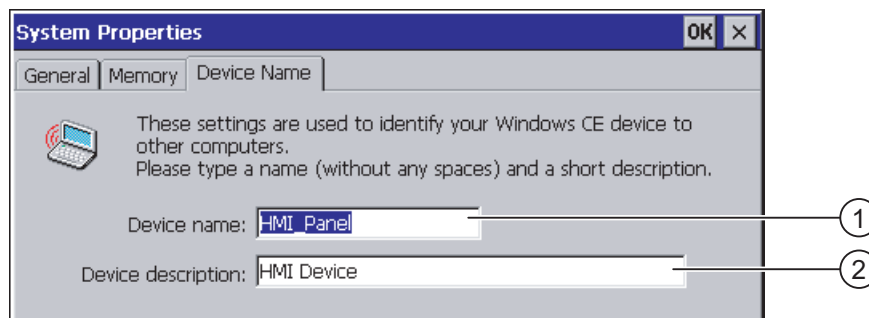 System Properties OK ×
General Memory Device Name
These settings are used to identify your Windows CE device to
other computers.
Please type a name (without any spaces) and a short description.
Device name: HMI_Panel 1
Device description: HMI Device 2